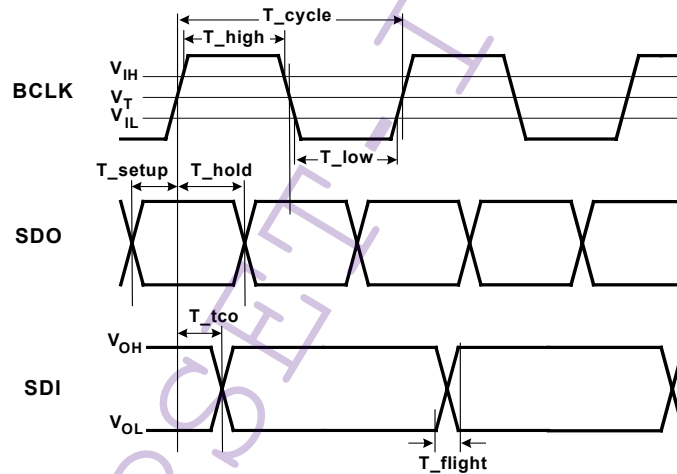 T_cycle
T_high
V_IH
BCLK
V_T
V_IL
T_low
T_setup
T_hold
SDO
T_tco
V_OH
SDI
V_OL
T_flight